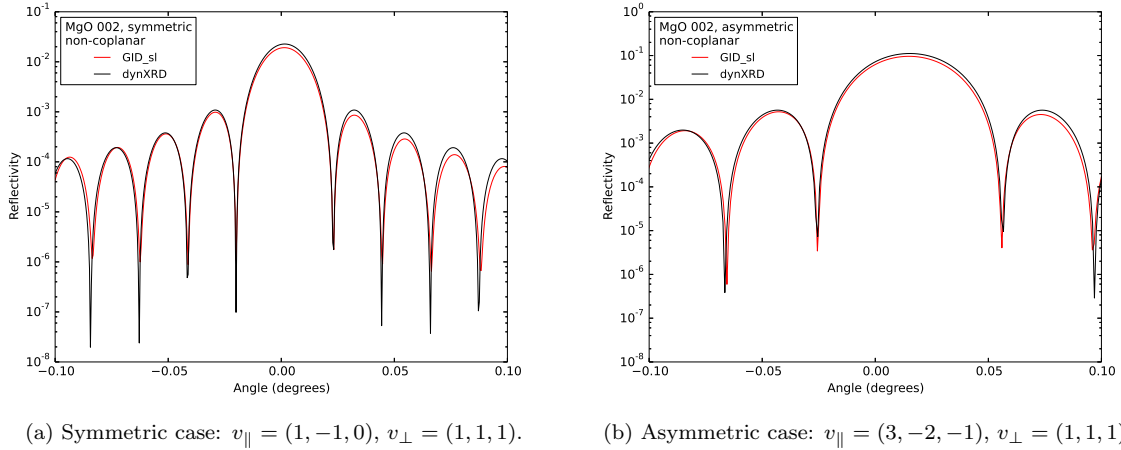 MgO 002, symmetric
non-coplanar
GID_sl
dynXRD
10^-1
10^-2
10^-3
10^-4
10^-5
10^-6
10^-7
10^-8
Reflectivity
−0.10 −0.05 0.00 0.05 0.10
Angle (degrees)
MgO 002, asymmetric
non-coplanar
GID_sl
dynXRD
10^0
10^-1
10^-2
10^-3
10^-4
10^-5
10^-6
10^-7
10^-8
Reflectivity
−0.10 −0.05 0.00 0.05 0.10
Angle (degrees)
(a) Symmetric case: v∥ = (1, −1, 0), v⊥ = (1, 1, 1).
(b) Asymmetric case: v∥ = (3, −2, −1), v⊥ = (1, 1, 1)